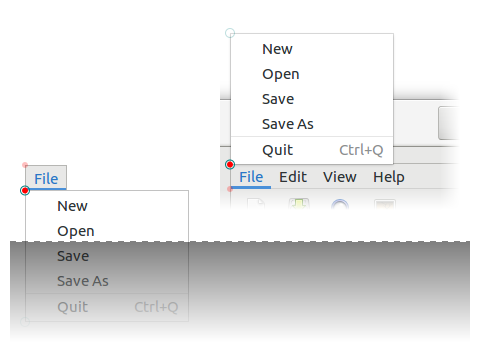 New
Open
Save
Save As
Quit Ctrl+Q
File Edit View Help
File
New
Open
Save
Save As
Quit Ctrl+Q